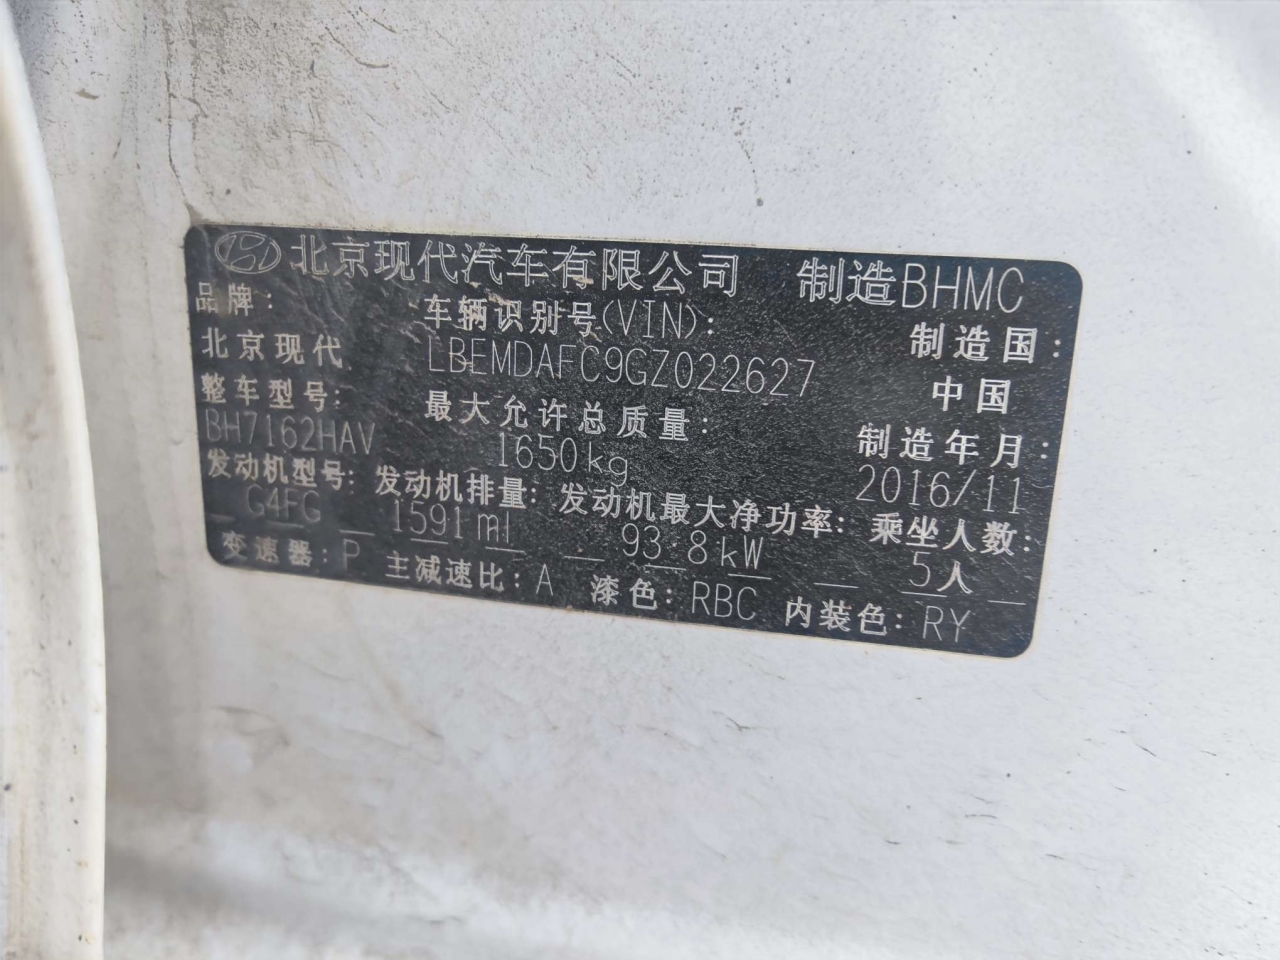 北京现代汽车有限公司 制造BHMC
品牌: 车辆识别号(VIN): 制造国:
北京现代 LBEMDAFC9GZ022627 中国
整车型号: 最大允许总质量: 制造年月:
BH7162HAV 1650kg 2016/11
发动机型号: 发动机排量: 发动机最大净功率: 乘坐人数:
G4FG 1591ml 93.8kW 5人
变速器: P 主减速比: A 漆色: RBC 内装色: RY